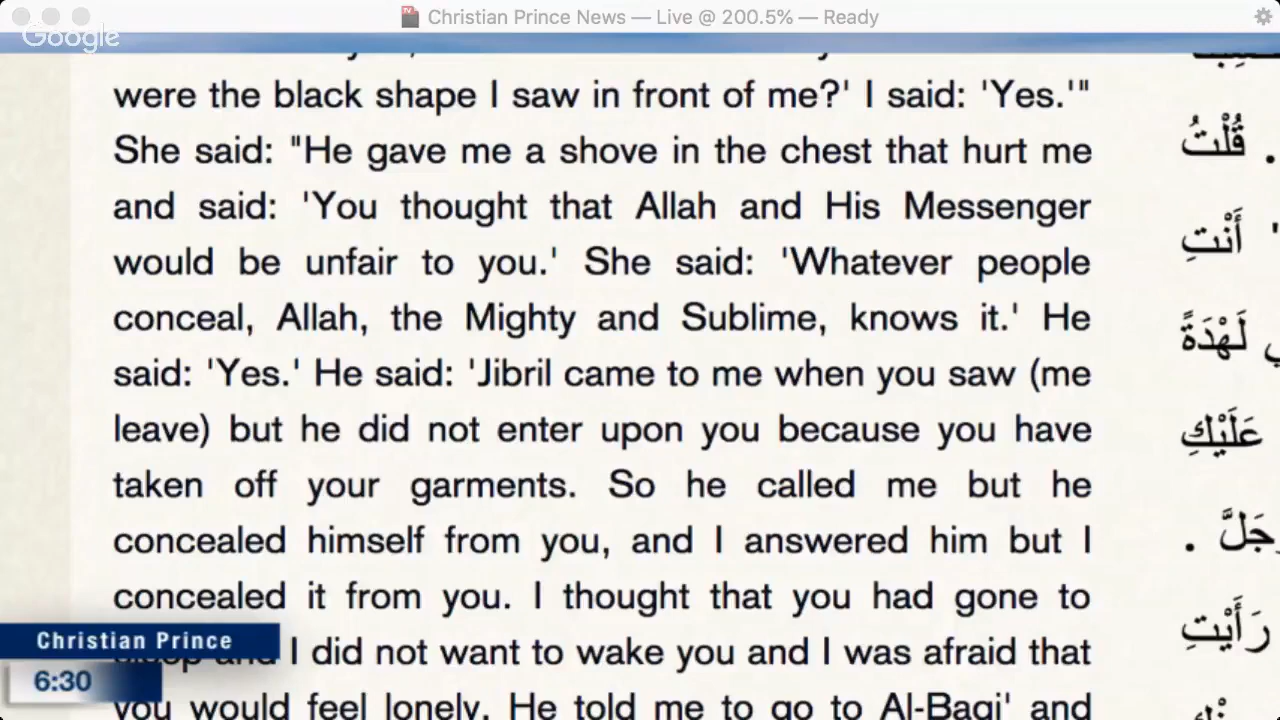 Christian Prince News — Live @ 200.5% — Ready
Google
were the black shape I saw in front of me?' I said: 'Yes.'"
She said: "He gave me a shove in the chest that hurt me
and said: 'You thought that Allah and His Messenger
would be unfair to you.' She said: 'Whatever people
conceal, Allah, the Mighty and Sublime, knows it.' He
said: 'Yes.' He said: 'Jibril came to me when you saw (me
leave) but he did not enter upon you because you have
taken off your garments. So he called me but he
concealed himself from you, and I answered him but I
concealed it from you. I thought that you had gone to
I did not want to wake you and I was afraid that
you would feel lonely. He told me to go to Al-Baqi' and
. قُلْتُ
أَنْتِ
لَهْدَةً
عَلَيْكِ
رَأَيْتِ
Christian Prince
6:30